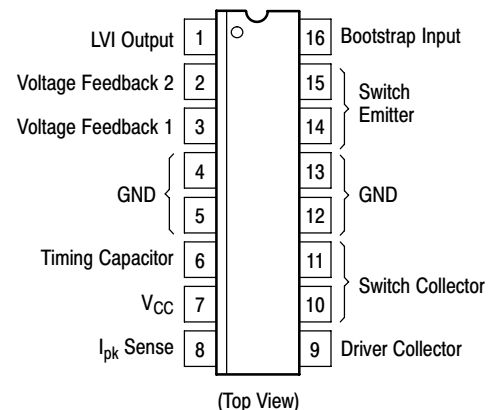 LVI Output 1 16 Bootstrap Input
Voltage Feedback 2 2 15 Switch Emitter
Voltage Feedback 1 3 14
4 13
GND GND
5 12
Timing Capacitor 6 11
Switch Collector
VCC 7 10
Ipk Sense 8 9 Driver Collector
(Top View)